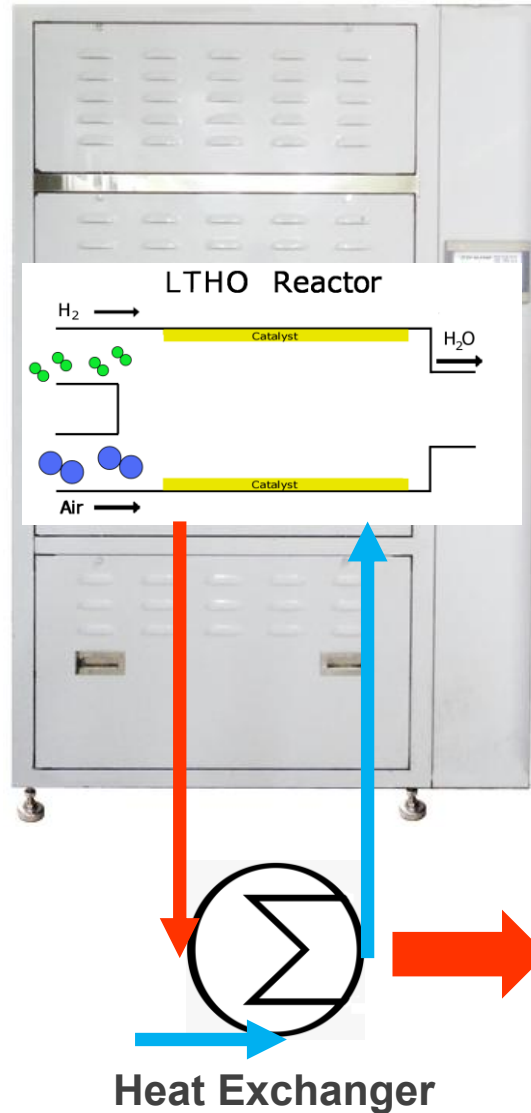 LTHO Reactor
H₂
Catalyst
H₂O
Catalyst
Air
Heat Exchanger